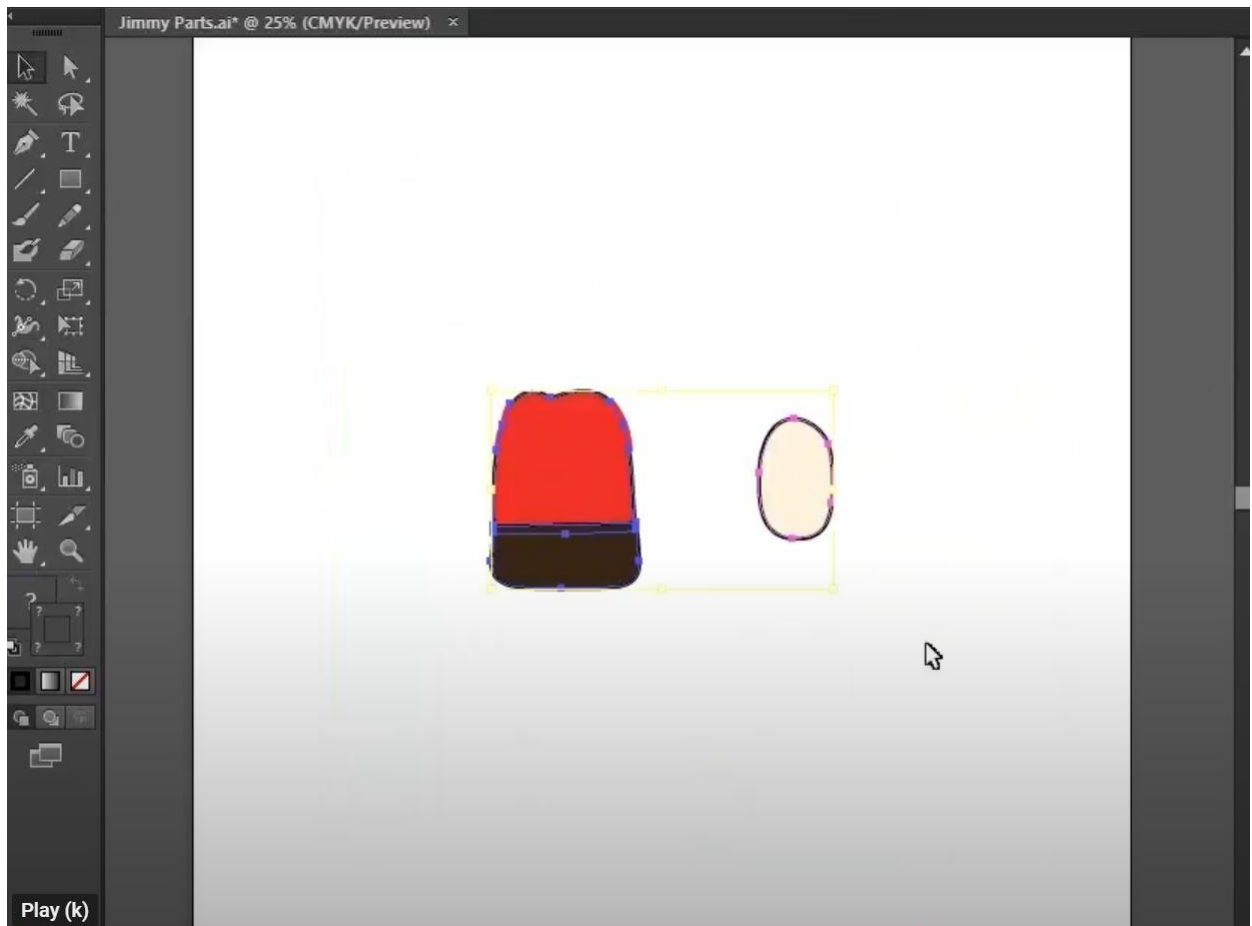 Jimmy Parts.ai* @ 25% (CMYK/Preview) ×
T
?
? ?
? ?
Play (k)